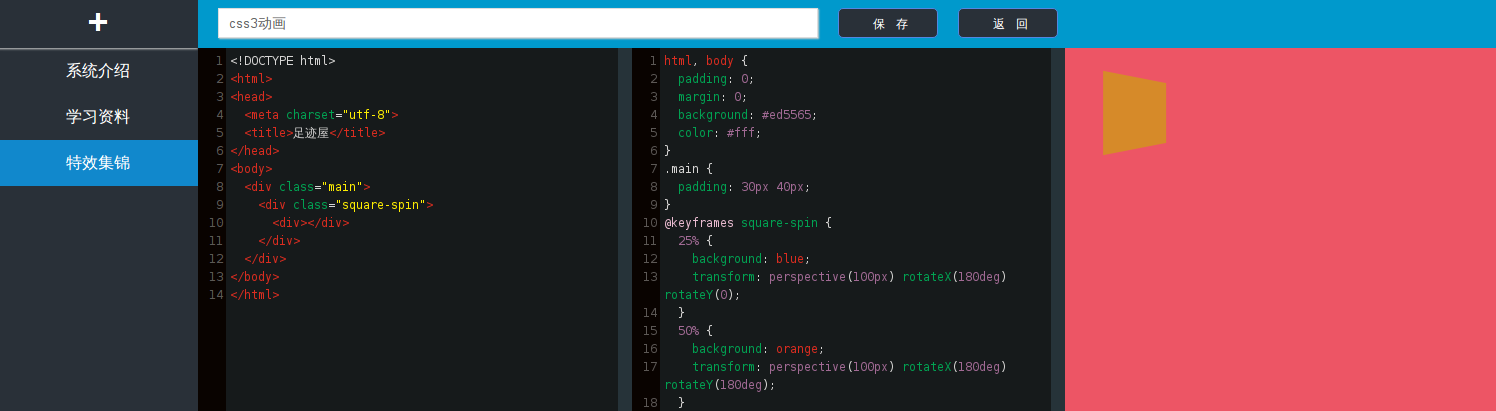 +
css3动画
保 存
返 回
系统介绍
学习资料
特效集锦
1 <!DOCTYPE html>
2 <html>
3 <head>
4   <meta charset="utf-8">
5   <title>足迹屋</title>
6 </head>
7 <body>
8   <div class="main">
9     <div class="square-spin">
10       <div></div>
11     </div>
12   </div>
13 </body>
14 </html>
1 html, body {
2   padding: 0;
3   margin: 0;
4   background: #ed5565;
5   color: #fff;
6 }
7 .main {
8   padding: 30px 40px;
9 }
10 @keyframes square-spin {
11   25% {
12     background: blue;
13     transform: perspective(100px) rotateX(180deg)
rotateY(0);
14   }
15   50% {
16     background: orange;
17     transform: perspective(100px) rotateX(180deg)
rotateY(180deg);
18   }